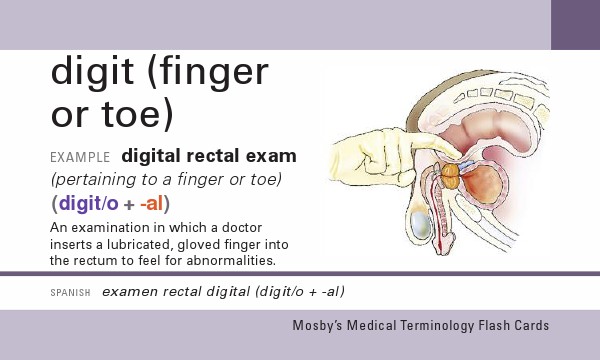 digit (finger
or toe)
EXAMPLE digital rectal exam
(pertaining to a finger or toe)
(digit/o + -al)
An examination in which a doctor
inserts a lubricated, gloved finger into
the rectum to feel for abnormalities.
SPANISH examen rectal digital (digit/o + -al)
Mosby's Medical Terminology Flash Cards